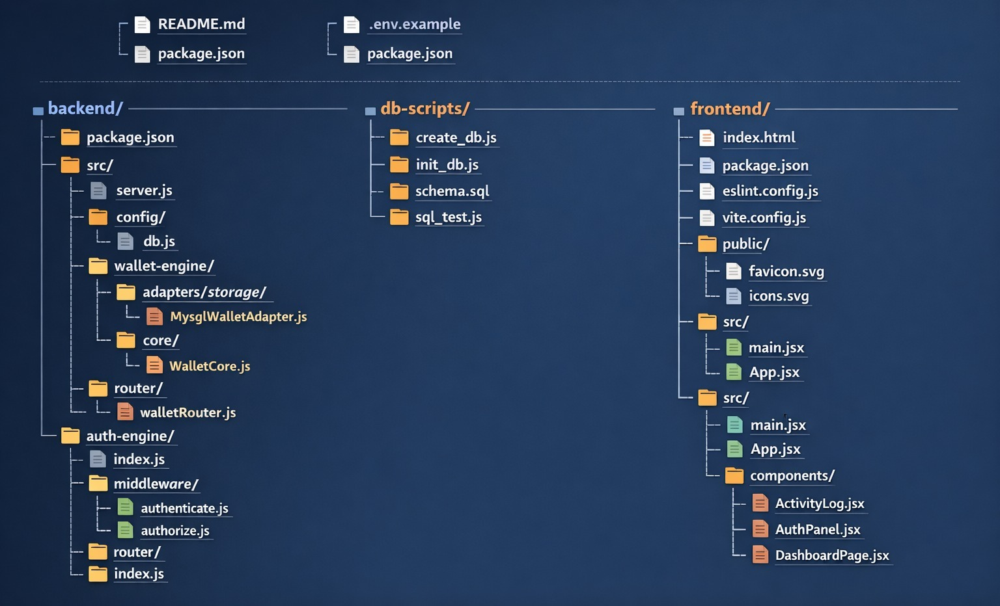 README.md
package.json
.env.example
package.json
backend/
package.json
src/
server.js
config/
db.js
wallet-engine/
adapters/storage/
MysglWalletAdapter.js
core/
WalletCore.js
router/
walletRouter.js
auth-engine/
index.js
middleware/
authenticate.js
authorize.js
router/
index.js
db-scripts/
create_db.js
init_db.js
schema.sql
sql_test.js
frontend/
index.html
package.json
eslint.config.js
vite.config.js
public/
favicon.svg
icons.svg
src/
main.jsx
App.jsx
src/
main.jsx
App.jsx
components/
ActivityLog.jsx
AuthPanel.jsx
DashboardPage.jsx